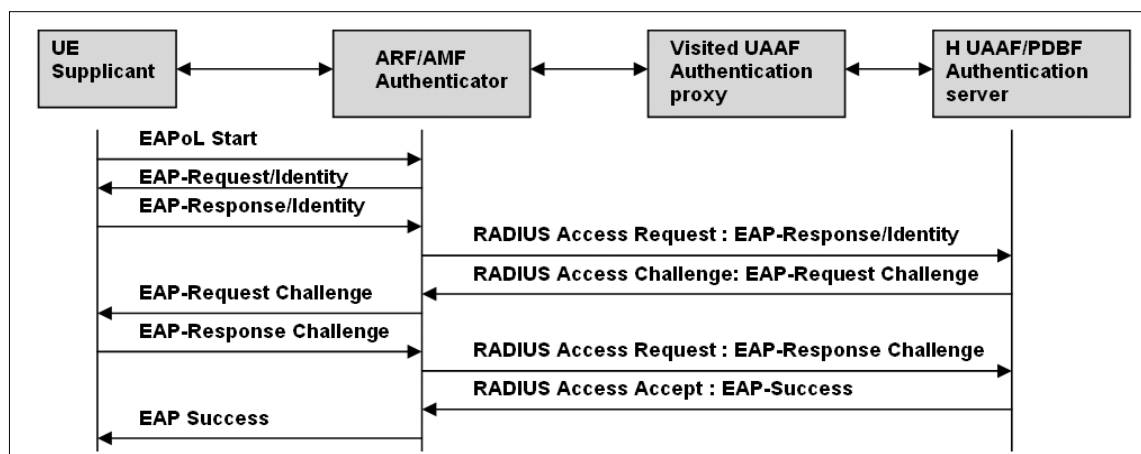 UE
Supplicant
ARF/AMF
Authenticator
Visited UAAF
Authentication
proxy
H UAAF/PDBF
Authentication
server
EAPoL Start
EAP-Request/Identity
EAP-Response/Identity
RADIUS Access Request : EAP-Response/Identity
RADIUS Access Challenge: EAP-Request Challenge
EAP-Request Challenge
EAP-Response Challenge
RADIUS Access Request : EAP-Response Challenge
RADIUS Access Accept : EAP-Success
EAP Success